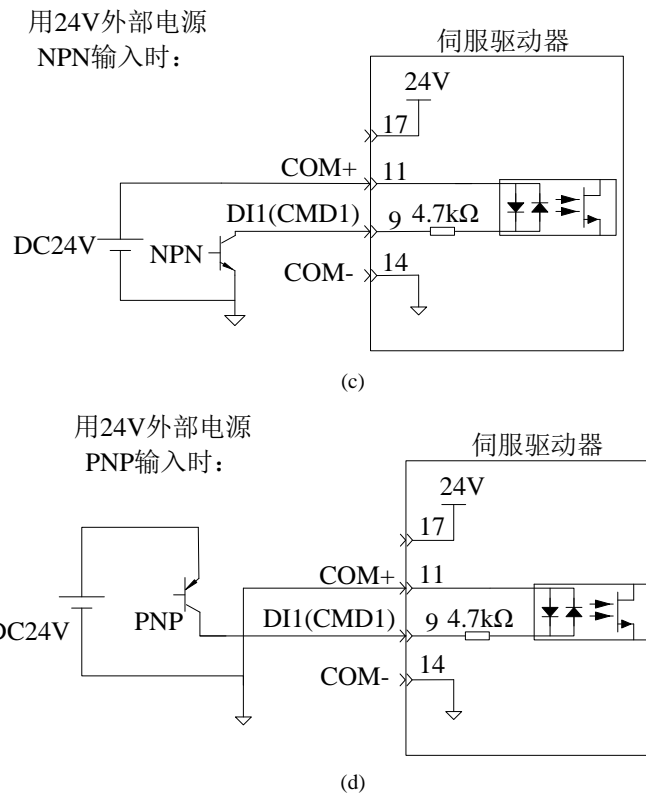 用24V外部电源
NPN输入时：
伺服驱动器
24V
17
COM+ 11
DI1(CMD1) 9 4.7kΩ
DC24V NPN
COM- 14
(c)
用24V外部电源
PNP输入时：
伺服驱动器
24V
17
COM+ 11
DI1(CMD1) 9 4.7kΩ
DC24V PNP
COM- 14
(d)